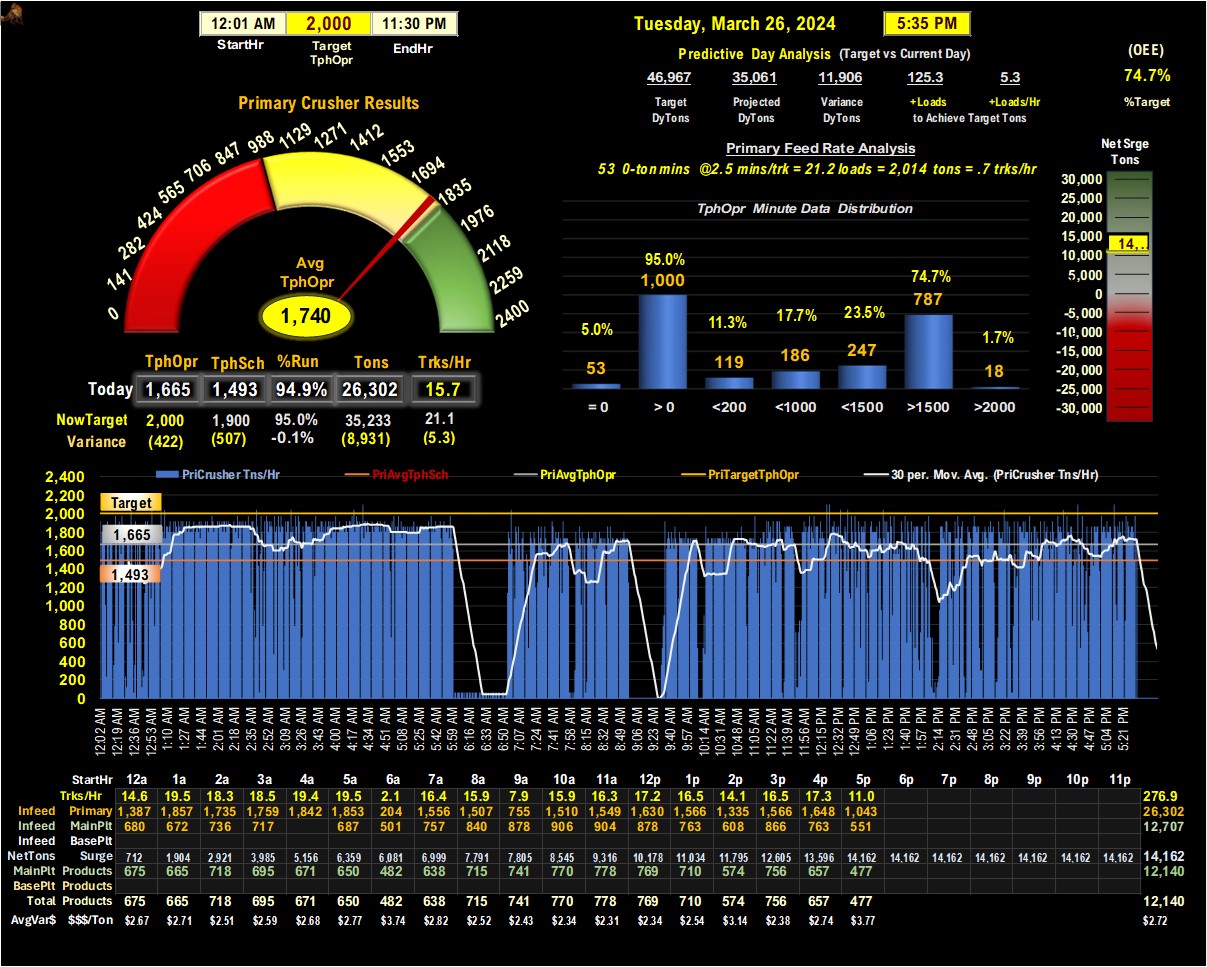 12:01 AM 2,000 11:30 PM
StartHr Target TphOpr EndHr
Tuesday, March 26, 2024 5:35 PM
Predictive Day Analysis (Target vs Current Day)
46,967 35,061 11,906 125.3 5.3
Target DyTons Projected DyTons Variance DyTons +Loads +Loads/Hr
to Achieve Target Tons
(OEE)
74.7%
%Target
Primary Crusher Results
0 141 282 424 565 706 847 988 1129 1271 1412 1553 1694 1835 1976 2118 2259 2400
Avg
TphOpr
1,740
TphOpr TphSch %Run Tons Trks/Hr
Today 1,665 1,493 94.9% 26,302 15.7
NowTarget 2,000 1,900 95.0% 35,233 21.1
Variance (422) (507) -0.1% (8,931) (5.3)
Primary Feed Rate Analysis
53 0-ton mins @2.5 mins/trk = 21.2 loads = 2,014 tons = .7 trks/hr
TphOpr Minute Data Distribution
5.0% 95.0% 11.3% 17.7% 23.5% 74.7% 1.7%
53 1,000 119 186 247 787 18
= 0 > 0 <200 <1000 <1500 >1500 >2000
Net Srge
Tons
30,000
25,000
20,000
15,000
14,..
10,000
5,000
0
-5,000
-10,000
-15,000
-20,000
-25,000
-30,000
PriCrusher Tns/Hr PriAvgTphSch PriAvgTphOpr PriTargetTphOpr 30 per. Mov. Avg. (PriCrusher Tns/Hr)
2,400
2,200
2,000
1,800
1,600
1,400
1,200
1,000
800
600
400
200
0
Target
1,665
1,493
12:02 AM 12:19 AM 12:36 AM 12:53 AM 1:10 AM 1:27 AM 1:44 AM 2:01 AM 2:18 AM 2:35 AM 2:52 AM 3:09 AM 3:26 AM 3:43 AM 4:00 AM 4:17 AM 4:34 AM 4:51 AM 5:08 AM 5:25 AM 5:42 AM 5:59 AM 6:16 AM 6:33 AM 6:50 AM 7:07 AM 7:24 AM 7:41 AM 7:58 AM 8:15 AM 8:32 AM 8:49 AM 9:06 AM 9:23 AM 9:40 AM 9:57 AM 10:14 AM 10:31 AM 10:48 AM 11:05 AM 11:22 AM 11:39 AM 11:56 AM 12:15 PM 12:32 PM 12:49 PM 1:06 PM 1:23 PM 1:40 PM 1:57 PM 2:14 PM 2:31 PM 2:48 PM 3:05 PM 3:22 PM 3:39 PM 3:56 PM 4:13 PM 4:30 PM 4:47 PM 5:04 PM 5:21 PM
StartHr 12a 1a 2a 3a 4a 5a 6a 7a 8a 9a 10a 11a 12p 1p 2p 3p 4p 5p 6p 7p 8p 9p 10p 11p
Trks/Hr 14.6 19.5 18.3 18.5 19.4 19.5 2.1 16.4 15.9 7.9 15.9 16.3 17.2 16.5 14.1 16.5 17.3 11.0 276.9
Infeed Primary 1,387 1,857 1,735 1,759 1,842 1,853 204 1,556 1,507 755 1,510 1,549 1,630 1,566 1,335 1,566 1,648 1,043 26,302
Infeed MainPlt 680 672 736 717 687 501 757 840 878 906 904 878 763 608 866 763 551 12,707
Infeed BasePlt
NetTons Surge 712 1,904 2,921 3,985 5,156 6,359 6,081 6,999 7,791 7,805 8,545 9,316 10,178 11,034 11,795 12,605 13,596 14,162 14,162 14,162 14,162 14,162 14,162 14,162 14,162
MainPlt Products 675 665 718 695 671 650 482 638 715 741 770 778 769 710 574 756 657 477 12,140
BasePlt Products
Total Products 675 665 718 695 671 650 482 638 715 741 770 778 769 710 574 756 657 477 12,140
AvgVar$ $$$/Ton $2.67 $2.71 $2.51 $2.59 $2.68 $2.77 $3.74 $2.82 $2.52 $2.43 $2.34 $2.31 $2.34 $2.54 $3.14 $2.38 $2.74 $3.77 $2.72